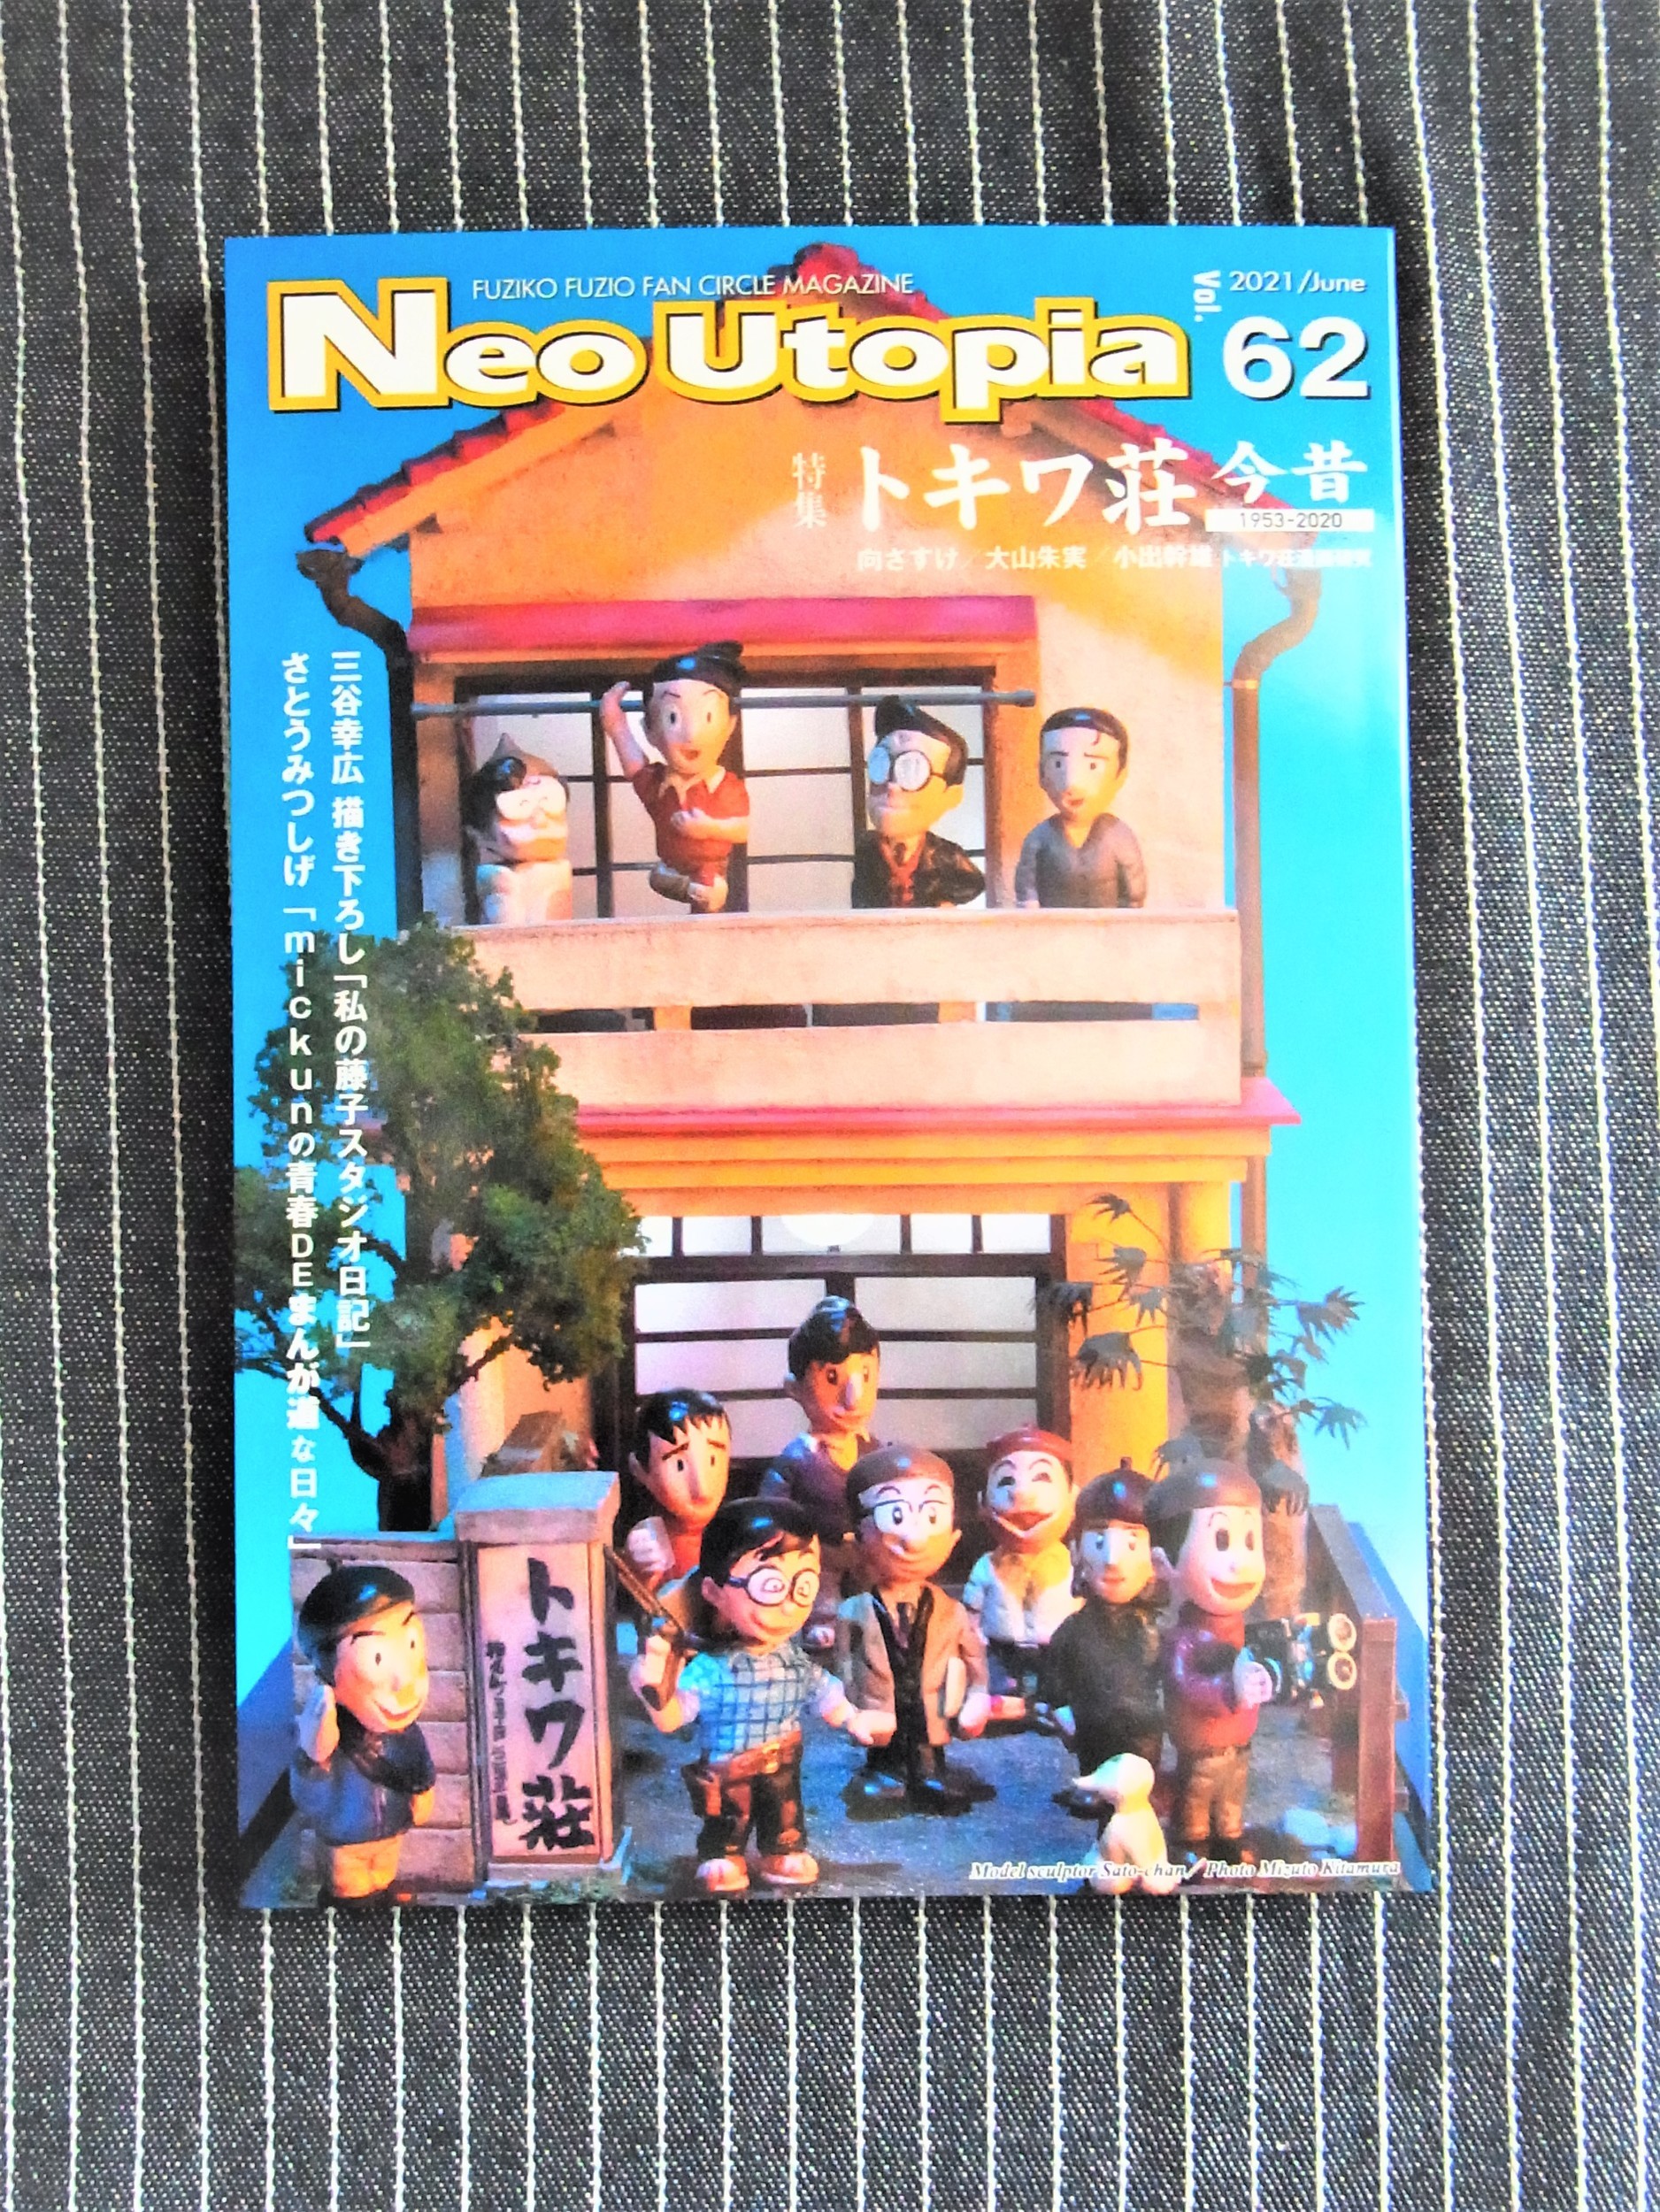 FUZIKO FUZIO FAN CIRCLE MAGAZINE
Neo Utopia
Vol.
62
2021/June
特集
トキワ荘今昔
1953-2020
向さすけ／大山朱実／小出幹雄 トキワ荘
三谷幸広 描き下ろし「私の藤子スタジオ日記」
さとうみつしげ 「mickunの青春DEまんが道な日々」
トキワ荘
Model sculptor Sato-chan／Photo Mizuto Kitamura